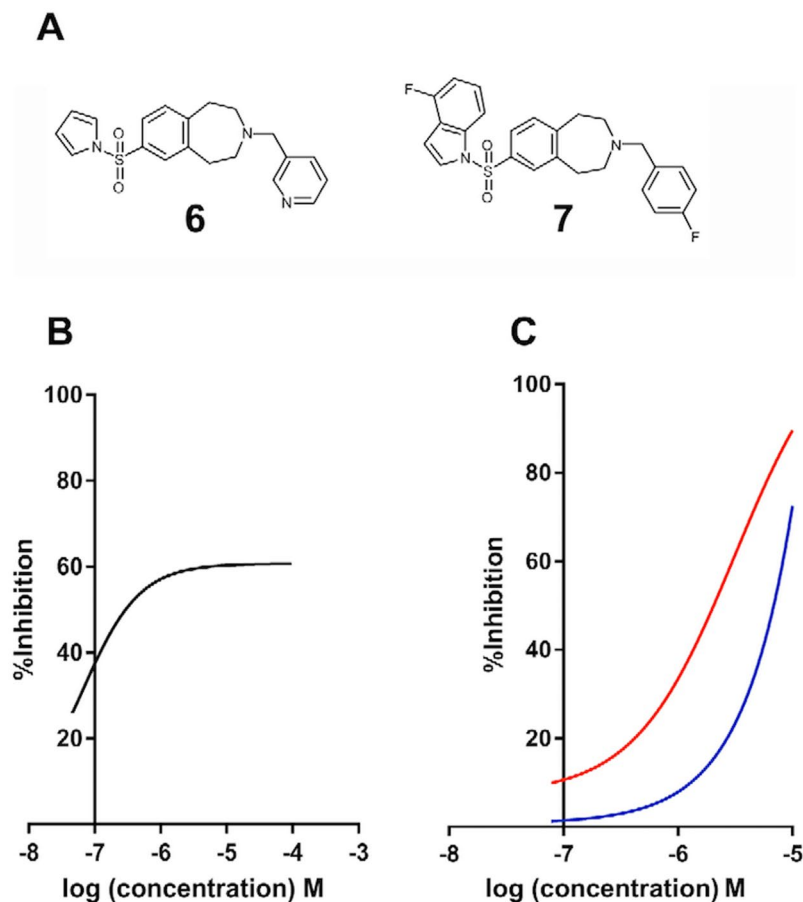 A
N
S
O
O
N
N
6
F
N
S
O
O
N
F
7
B
100
80
60
40
20
%Inhibition
-8 -7 -6 -5 -4 -3
log (concentration) M
C
100
80
60
40
20
%Inhibition
-8 -7 -6 -5
log (concentration) M